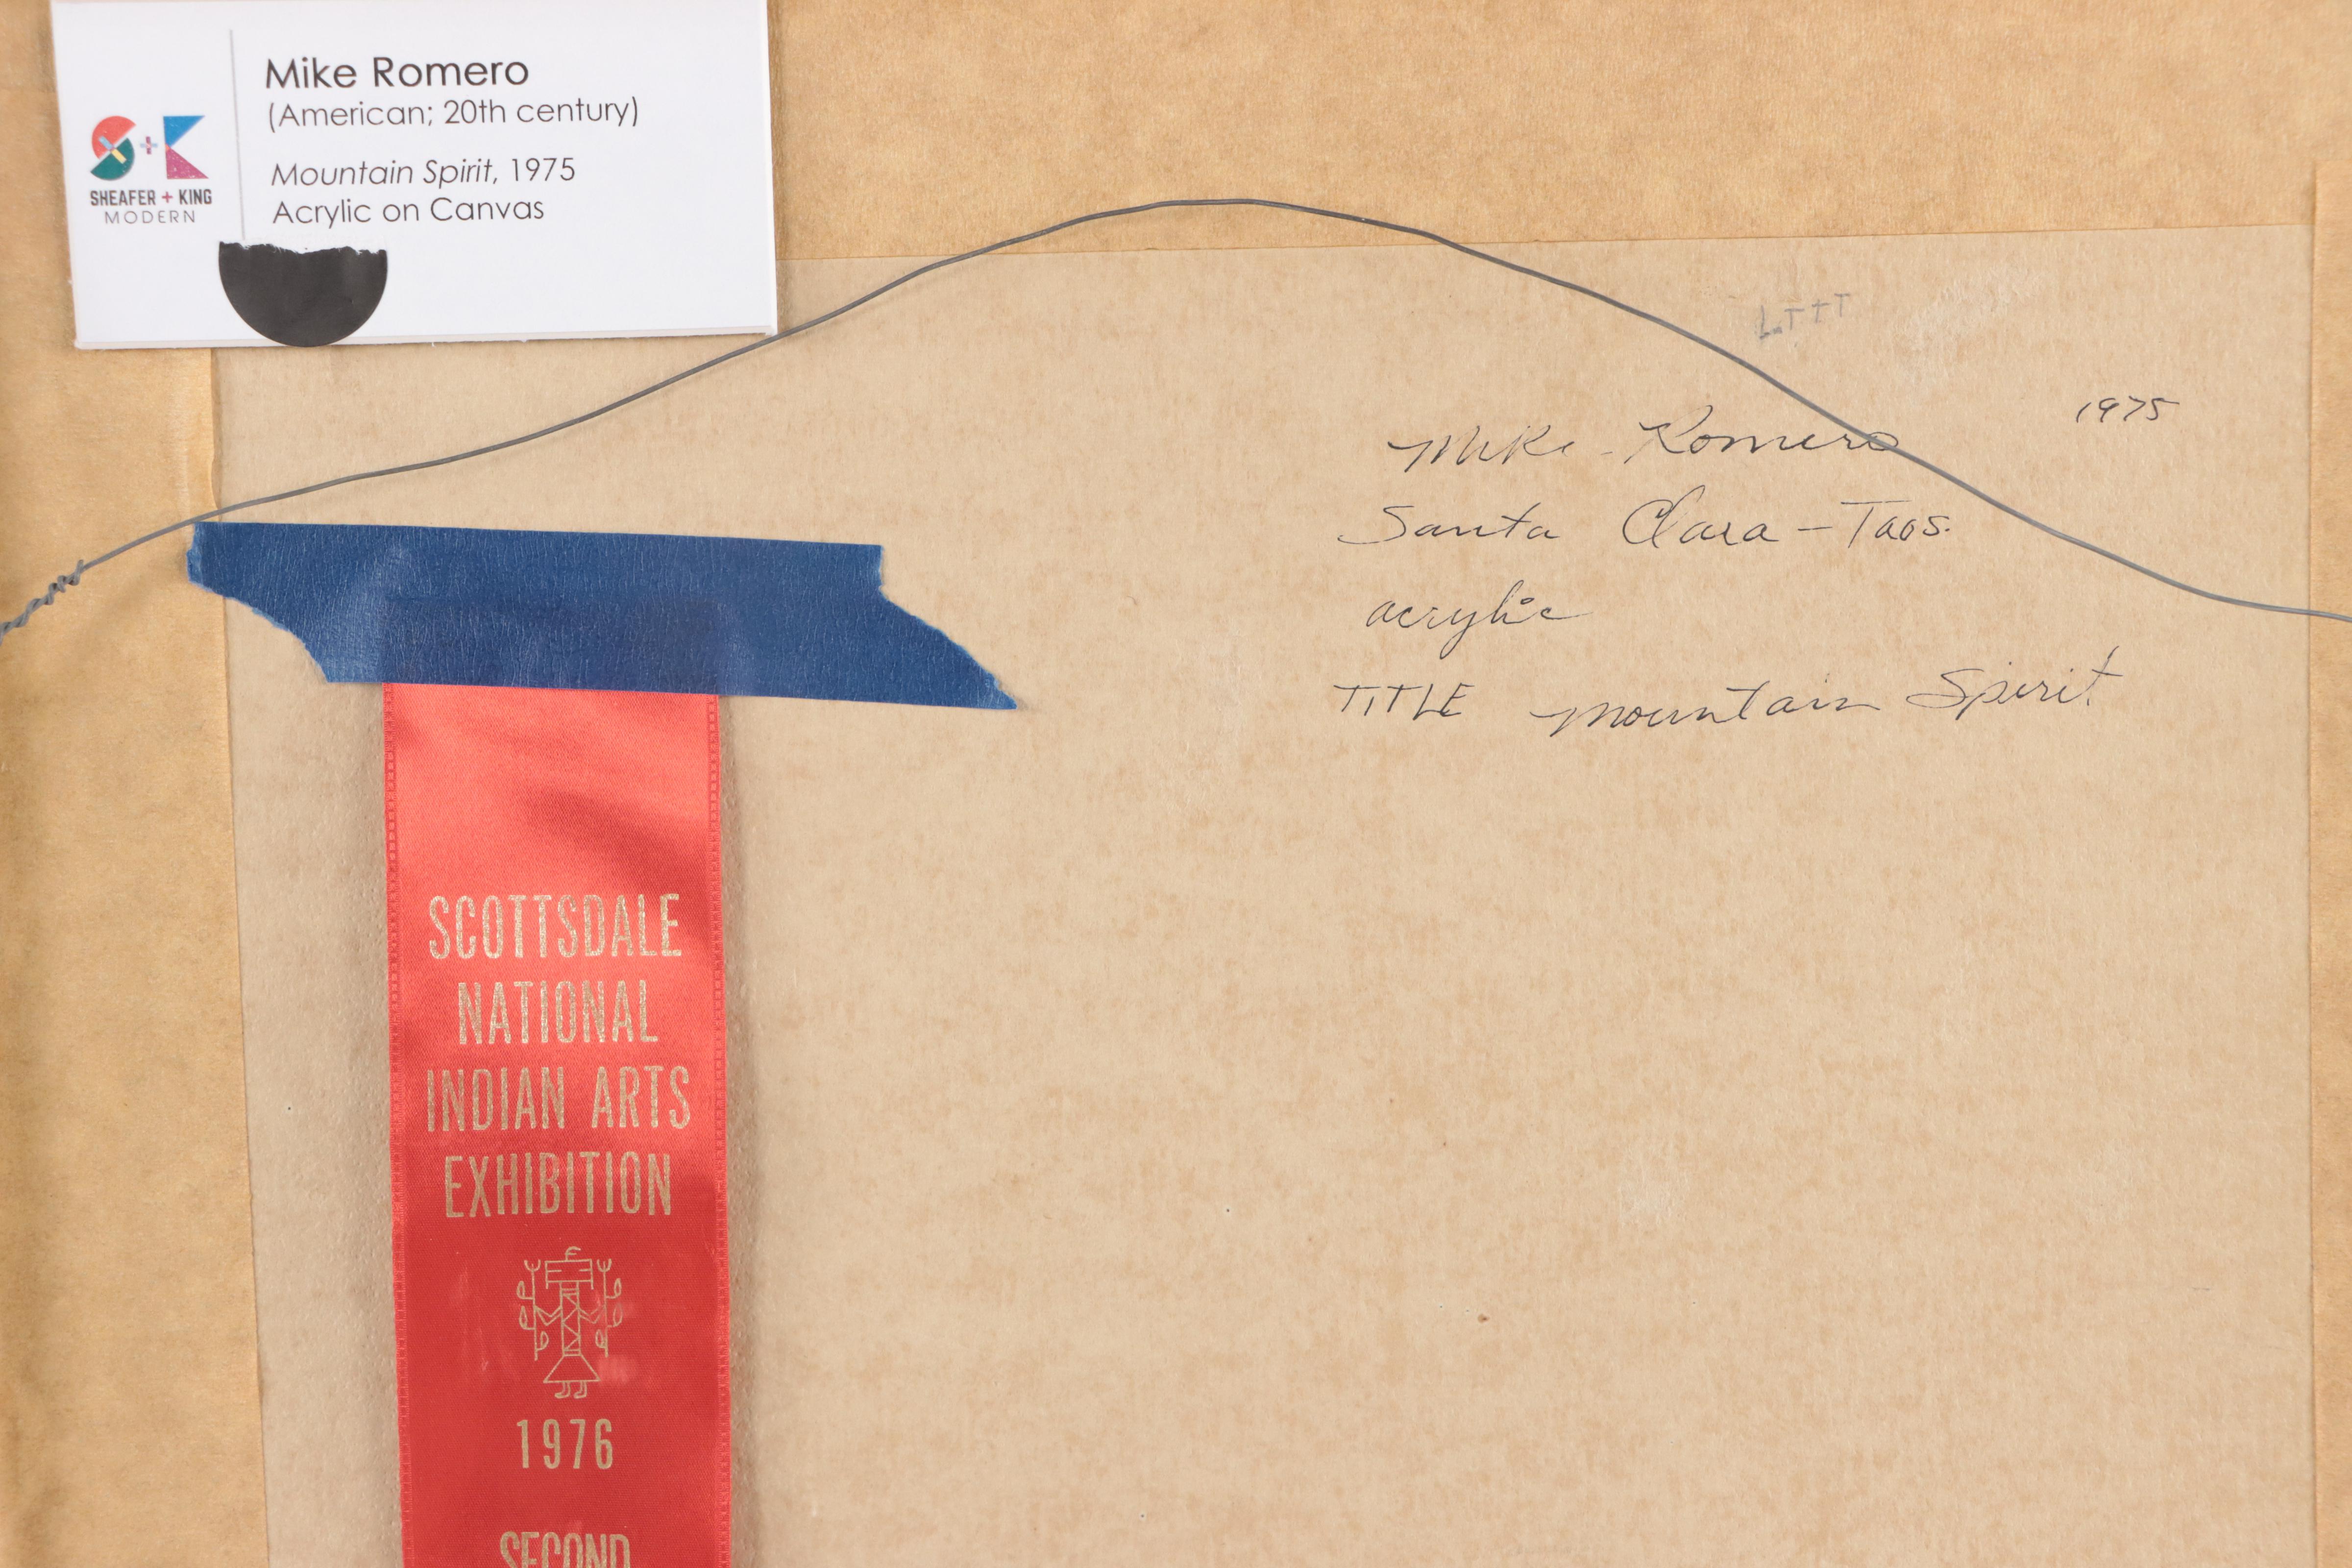 Mike Romero
(American; 20th century)
Mountain Spirit, 1975
Acrylic on Canvas
S+K
SHEAFER + KING
MODERN
1975
Mike Romero
Santa Clara - Taos.
acrylic
TITLE Mountain Spirit
SCOTTSDALE
NATIONAL
INDIAN ARTS
EXHIBITION
1976
SECOND